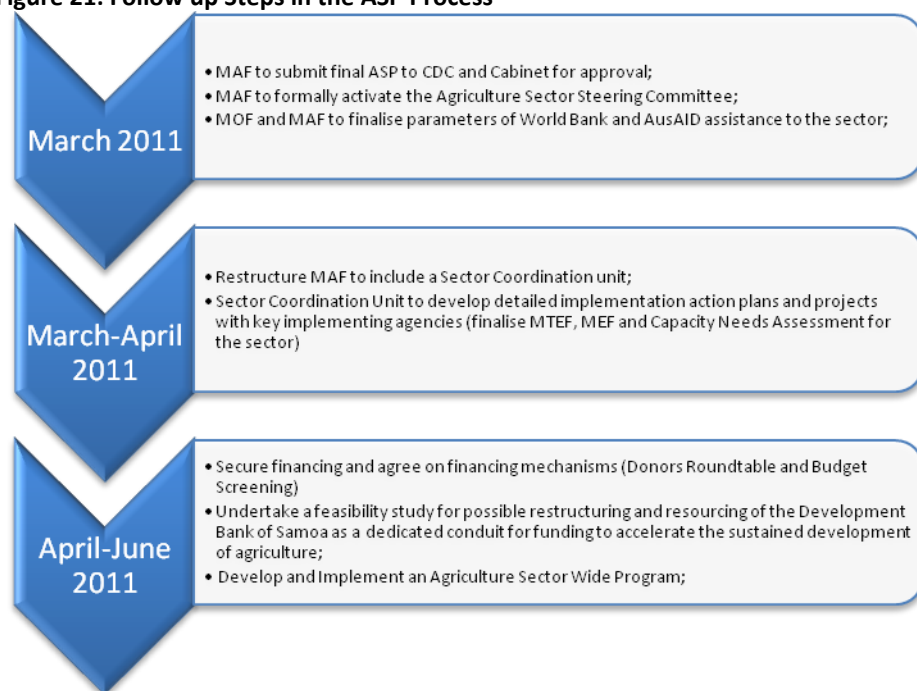 Figure 21: Follow up Steps in the ASP Process
March 2011
• MAF to submit final ASP to CDC and Cabinet for approval;
• MAF to formally activate the Agriculture Sector Steering Committee;
• MOF and MAF to finalise parameters of World Bank and AusAID assistance to the sector;
March-April
2011
• Restructure MAF to include a Sector Coordination unit;
• Sector Coordination Unit to develop detailed implementation action plans and projects
with key implementing agencies (finalise MTEF, MEF and Capacity Needs Assessment for
the sector)
April-June
2011
• Secure financing and agree on financing mechanisms (Donors Roundtable and Budget
Screening)
• Undertake a feasibility study for possible restructuring and resourcing of the Development
Bank of Samoa as a dedicated conduit for funding to accelerate the sustained development
of agriculture;
• Develop and Implement an Agriculture Sector Wide Program;